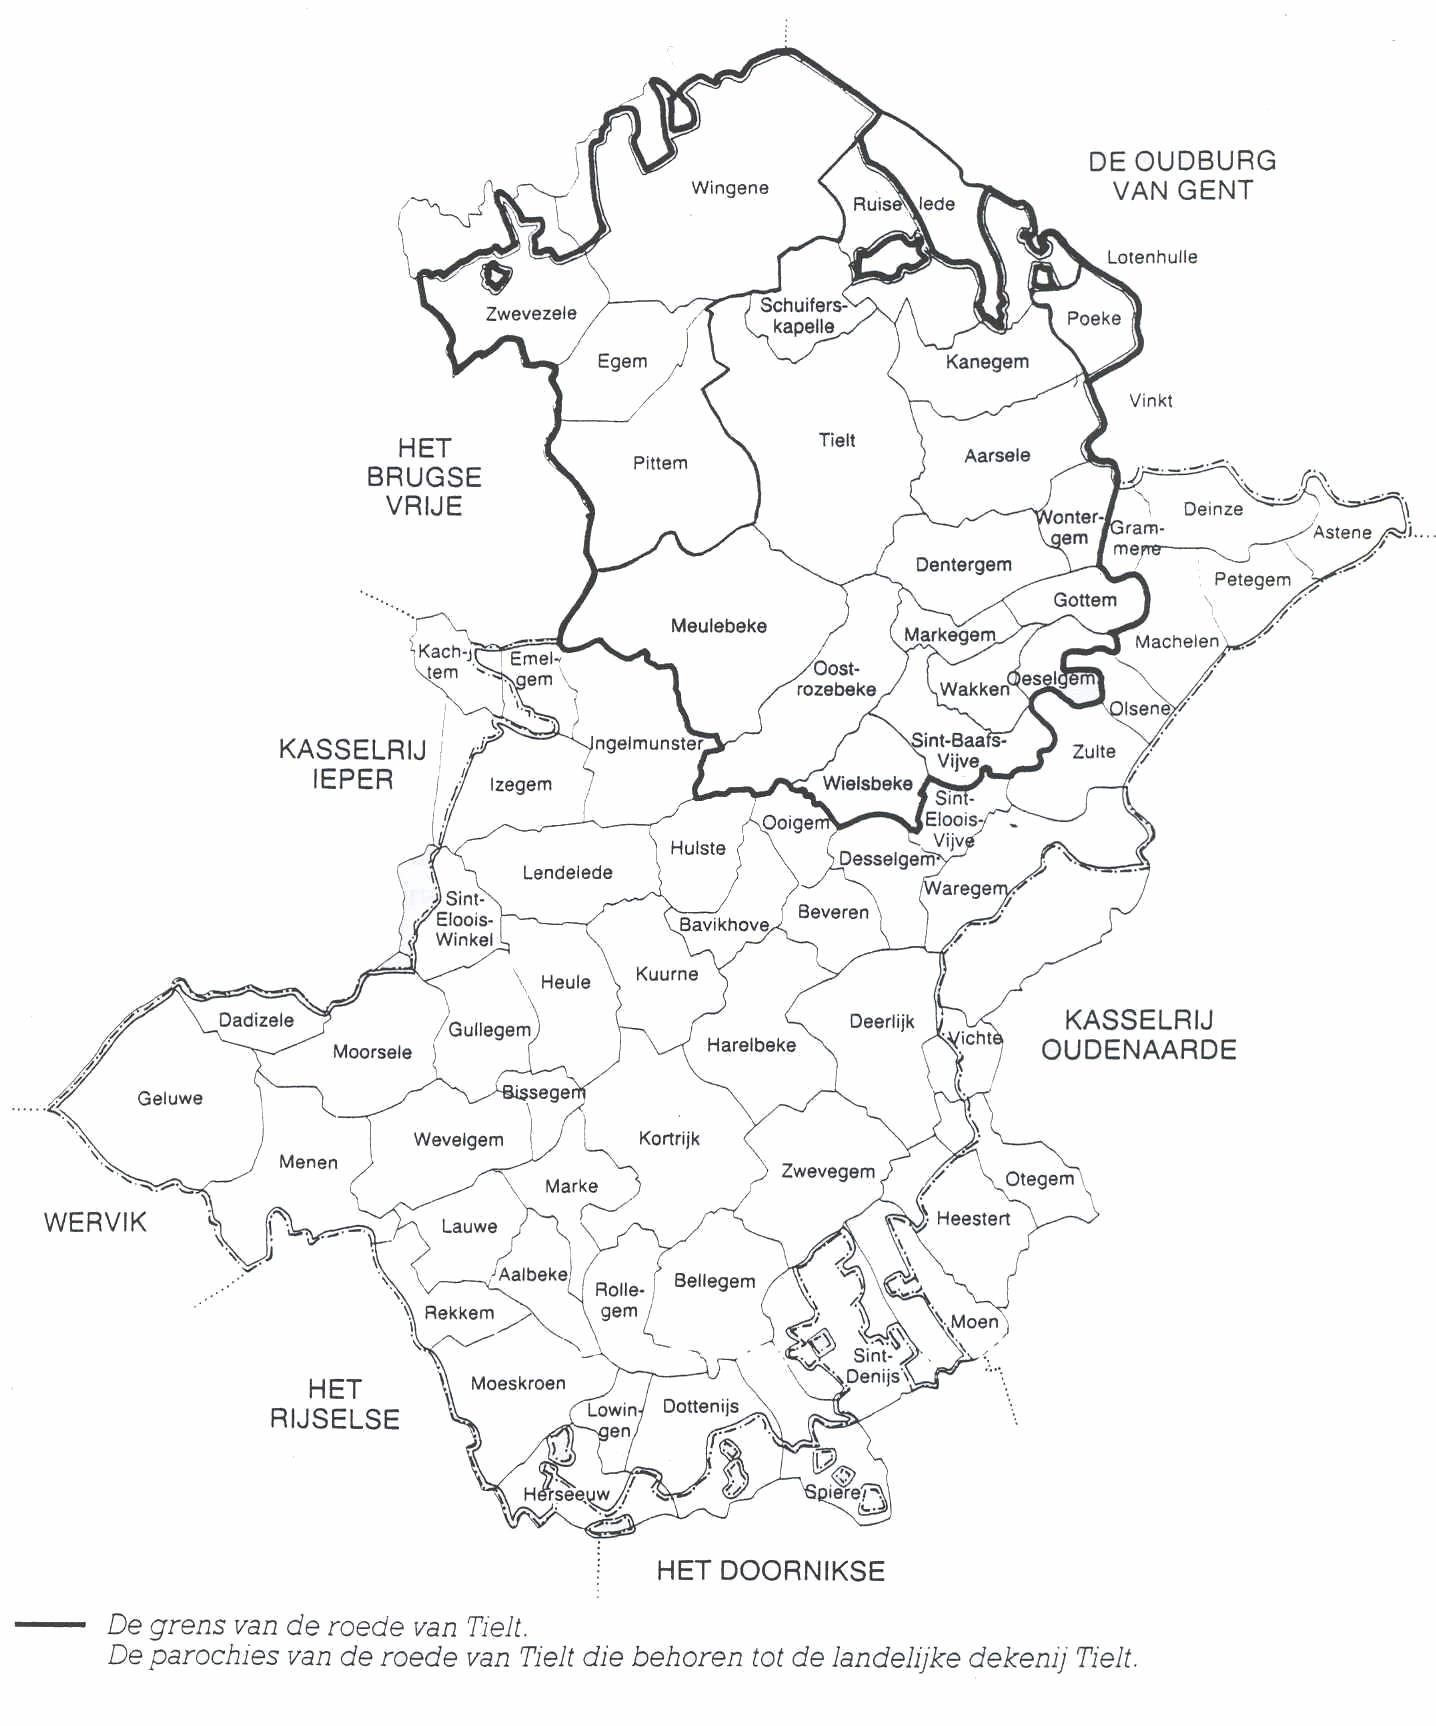 DE OUDBURG
VAN GENT
Wingene
Ruise lede
Lotenhulle
Zwevezele
Schuifers-
kapelle
Poeke
Egem
Kanegem
Vinkt
HET
BRUGSE
VRIJE
Tielt
Pittem
Aarsele
Deinze
Wonter-
gem
Gram-
mene
Astene
Dentergem
Petegem
Gottem
Meulebeke
Markegem
Machelen
Kach-
tem
Emel-
gem
Oost-
rozebeke
Wakken
Oeselgem
Olsene
KASSELRIJ
IEPER
Ingelmunster
Sint-Baafs-
Vijve
Zulte
Izegem
Wielsbeke
Sint-
Eloois-
Vijve
Ooigem
Hulste
Desselgem
Lendelede
Waregem
Sint-
Eloois-
Winkel
Bavikhove
Beveren
Heule
Kuurne
Dadizele
Gullegem
Deerlijk
KASSELRIJ
OUDENAARDE
Moorsele
Harelbeke
Vichte
Geluwe
Bissegem
Wevelgem
Kortrijk
Menen
Zwevegem
Otegem
Marke
WERVIK
Lauwe
Heestert
Aalbeke
Rolle-
gem
Bellegem
Rekkem
Moen
Sint-
Denijs
HET
RIJSELSE
Moeskroen
Lowin-
gen
Dottenijs
Herseeuw
Spiere
HET DOORNIKSE
De grens van de roede van Tielt.
De parochies van de roede van Tielt die behoren tot de landelijke dekenij Tielt.